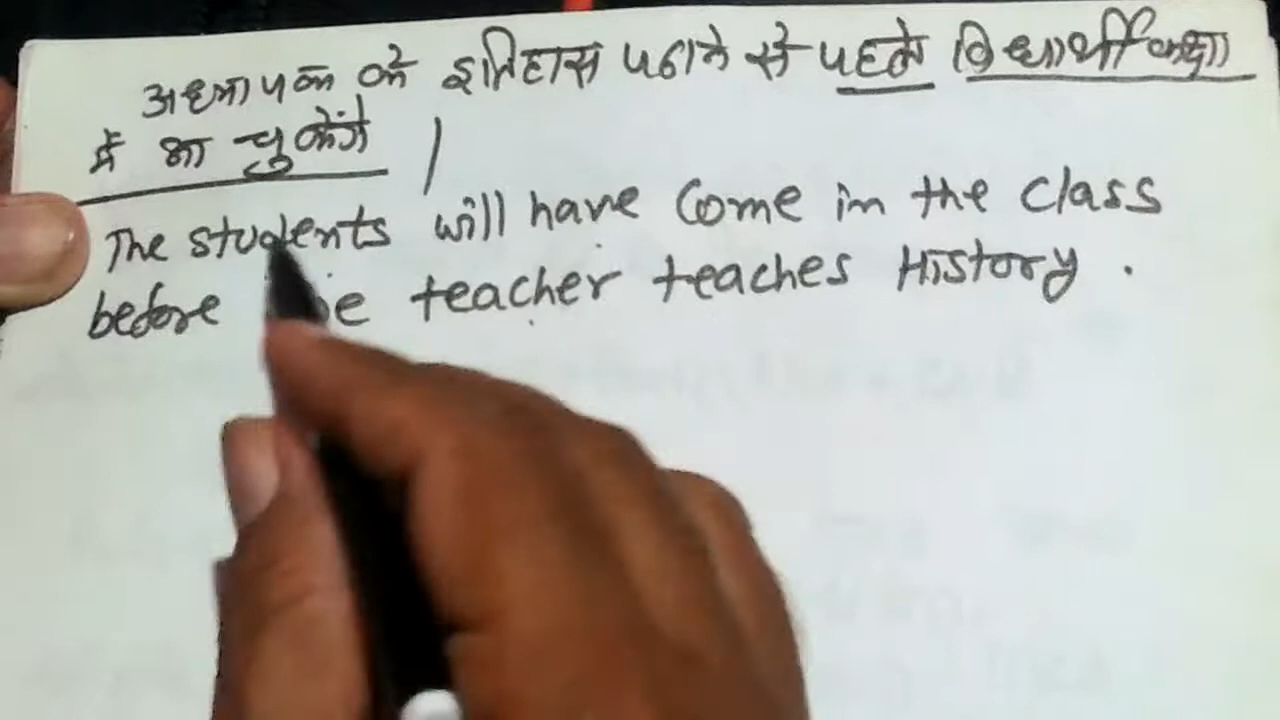 अध्यापक के इतिहास पढाने से पहले विधार्थी कक्षा
में आ चुकेंगे ।
The students will have Come in the Class
before teacher teaches History .